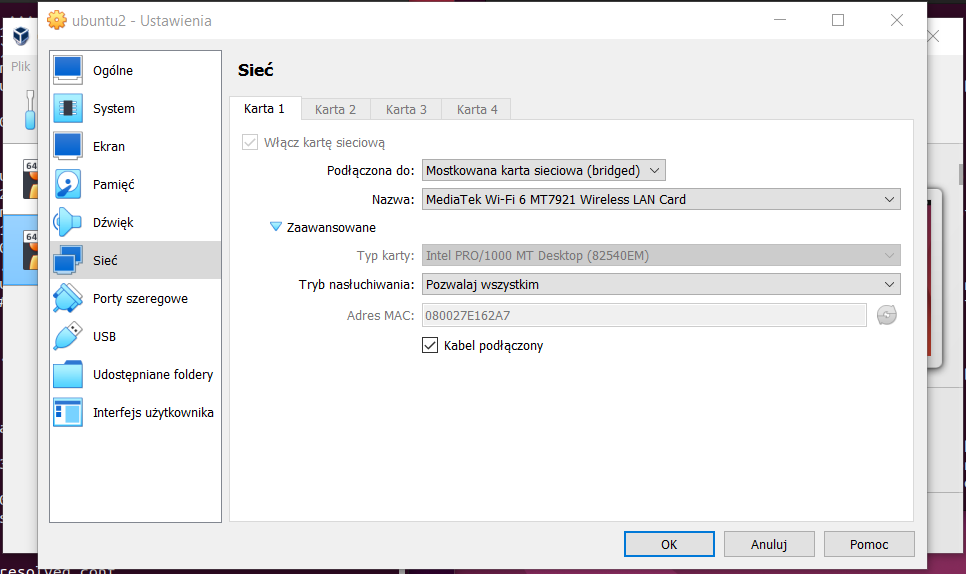 ubuntu2 - Ustawienia
Plik
Ogólne
System
Ekran
Pamięć
Dźwięk
Sieć
Porty szeregowe
USB
Udostępniane foldery
Interfejs użytkownika
64
64
Sieć
Karta 1 Karta 2 Karta 3 Karta 4
Włącz kartę sieciową
Podłączona do: Mostkowana karta sieciowa (bridged)
Nazwa: MediaTek Wi-Fi 6 MT7921 Wireless LAN Card
Zaawansowane
Typ karty: Intel PRO/1000 MT Desktop (82540EM)
Tryb nasłuchiwania: Pozwalaj wszystkim
Adres MAC: 080027E162A7
Kabel podłączony
OK Anuluj Pomoc
resolved.conf